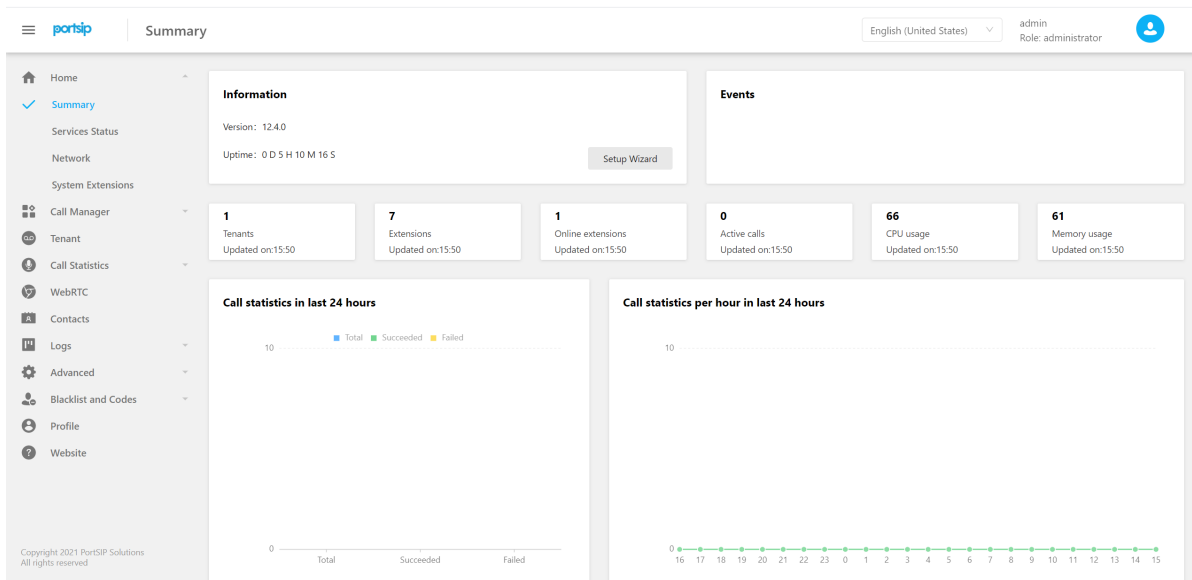 portsip
Summary
English (United States)
admin
Role: administrator
Home
Summary
Services Status
Network
System Extensions
Call Manager
Tenant
Call Statistics
WebRTC
Contacts
Logs
Advanced
Blacklist and Codes
Profile
Website
Copyright 2021 PortSIP Solutions
All rights reserved
Information
Version: 12.4.0
Uptime: 0 D 5 H 10 M 16 S
Setup Wizard
Events
1
Tenants
Updated on:15:50
7
Extensions
Updated on:15:50
1
Online extensions
Updated on:15:50
0
Active calls
Updated on:15:50
66
CPU usage
Updated on:15:50
61
Memory usage
Updated on:15:50
Call statistics in last 24 hours
Total Succeeded Failed
10
0
Total Succeeded Failed
Call statistics per hour in last 24 hours
10
0
16 17 18 19 20 21 22 23 0 1 2 3 4 5 6 7 8 9 10 11 12 13 14 15